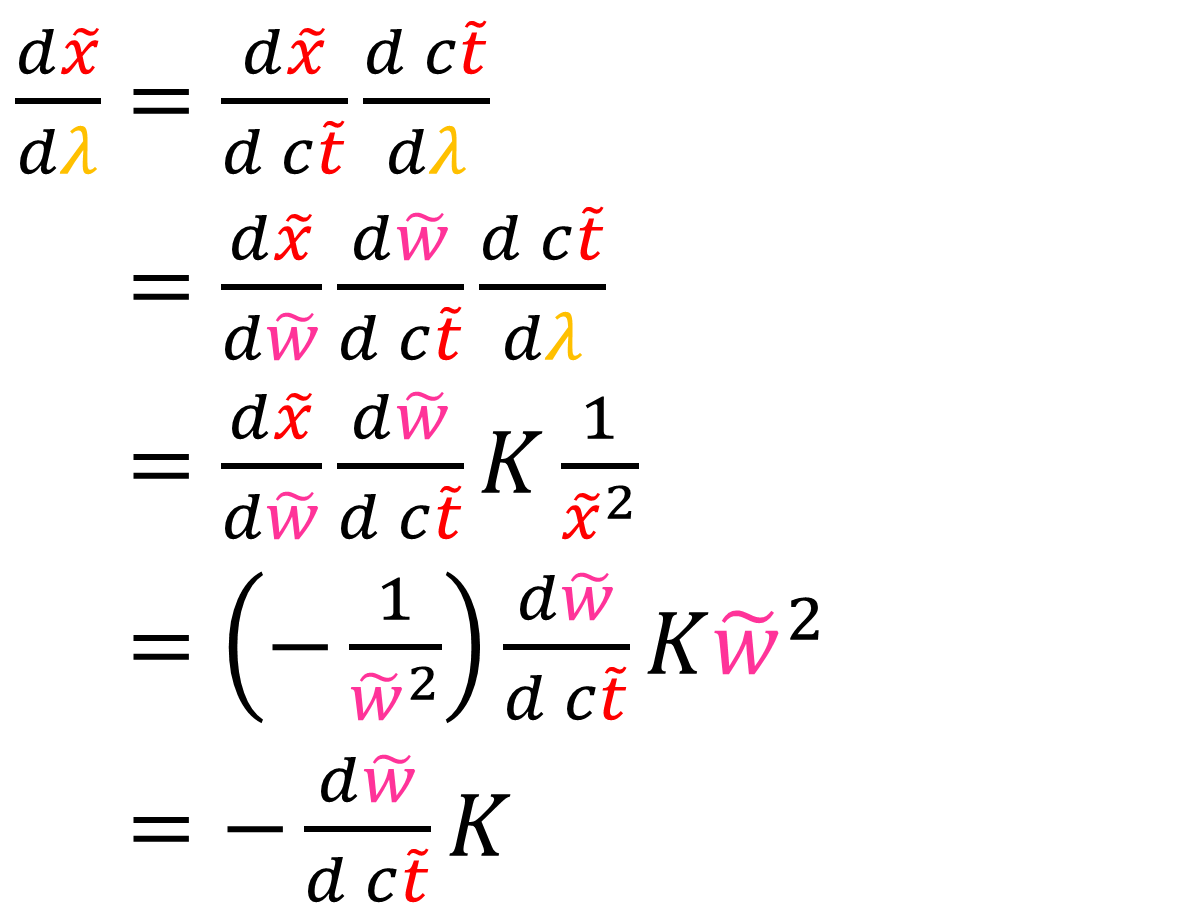 dx̃/dλ = dx̃/d ct̃ d ct̃/dλ
= dx̃/dw̃ dw̃/d ct̃ d ct̃/dλ
= dx̃/dw̃ dw̃/d ct̃ K 1/x̃²
= (−1/w̃²) dw̃/d ct̃ Kw̃²
= −dw̃/d ct̃ K